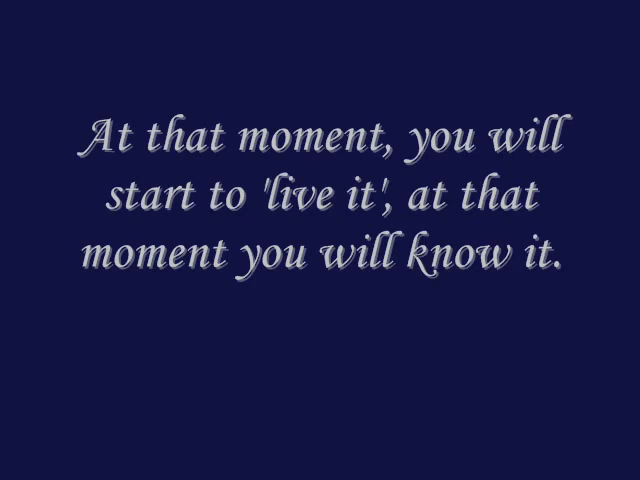 At that moment, you will
start to 'live it', at that
moment you will know it.